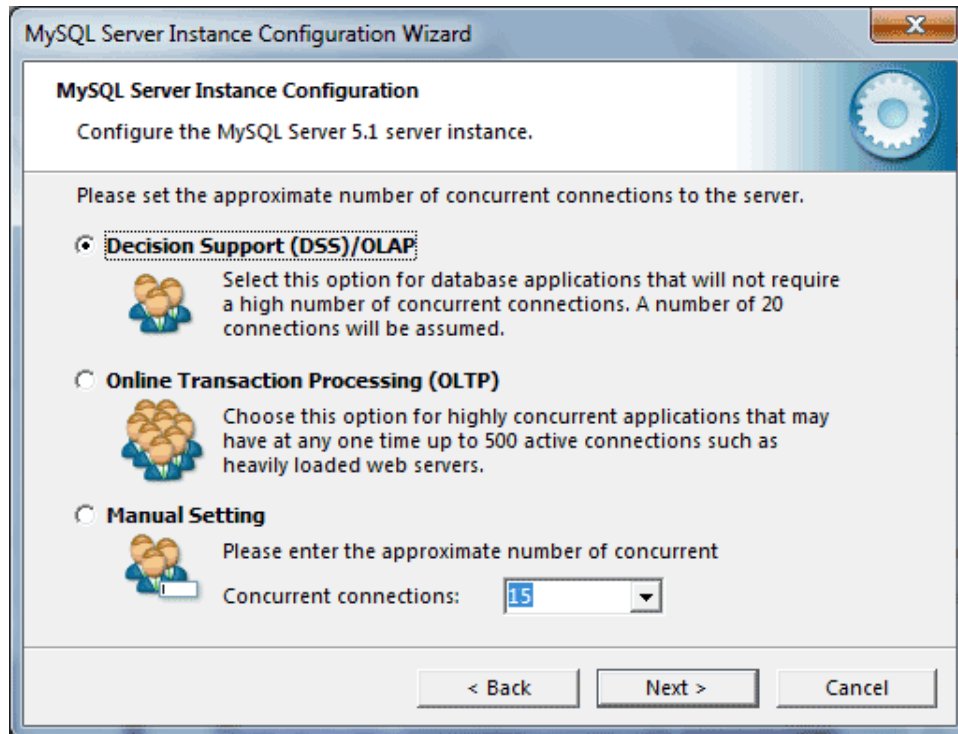 MySQL Server Instance Configuration Wizard
MySQL Server Instance Configuration
Configure the MySQL Server 5.1 server instance.
Please set the approximate number of concurrent connections to the server.
Decision Support (DSS)/OLAP
Select this option for database applications that will not require
a high number of concurrent connections. A number of 20
connections will be assumed.
Online Transaction Processing (OLTP)
Choose this option for highly concurrent applications that may
have at any one time up to 500 active connections such as
heavily loaded web servers.
Manual Setting
Please enter the approximate number of concurrent
Concurrent connections: 15
< Back Next > Cancel